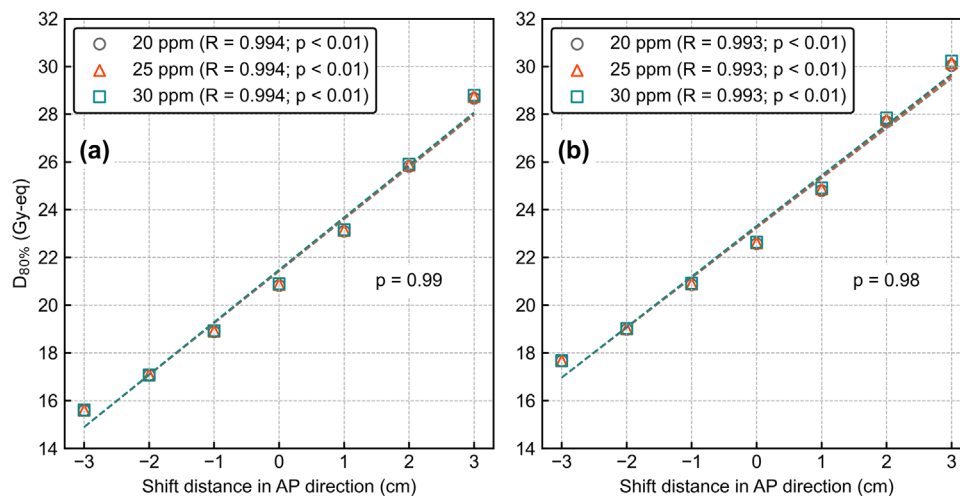 32
30
28
26
24
22
20
18
16
14
D80% (Gy-eq)
20 ppm (R = 0.994; p < 0.01)
25 ppm (R = 0.994; p < 0.01)
30 ppm (R = 0.994; p < 0.01)
(a)
p = 0.99
−3 −2 −1 0 1 2 3
Shift distance in AP direction (cm)
32
30
28
26
24
22
20
18
16
14
20 ppm (R = 0.993; p < 0.01)
25 ppm (R = 0.993; p < 0.01)
30 ppm (R = 0.993; p < 0.01)
(b)
p = 0.98
−3 −2 −1 0 1 2 3
Shift distance in AP direction (cm)